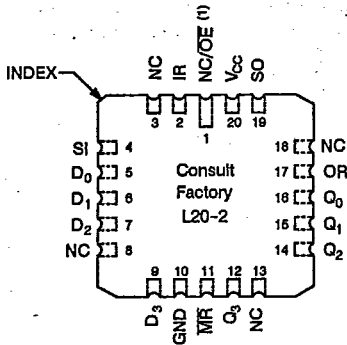 NC IR NC/OE (1) VCC SO
INDEX
3 2 1 20 19
SI 4 18 NC
D0 5 Consult 17 OR
D1 6 Factory 16 Q0
D2 7 L20-2 15 Q1
NC 8 14 Q2
9 10 11 12 13
D3 GND MR Q3 NC